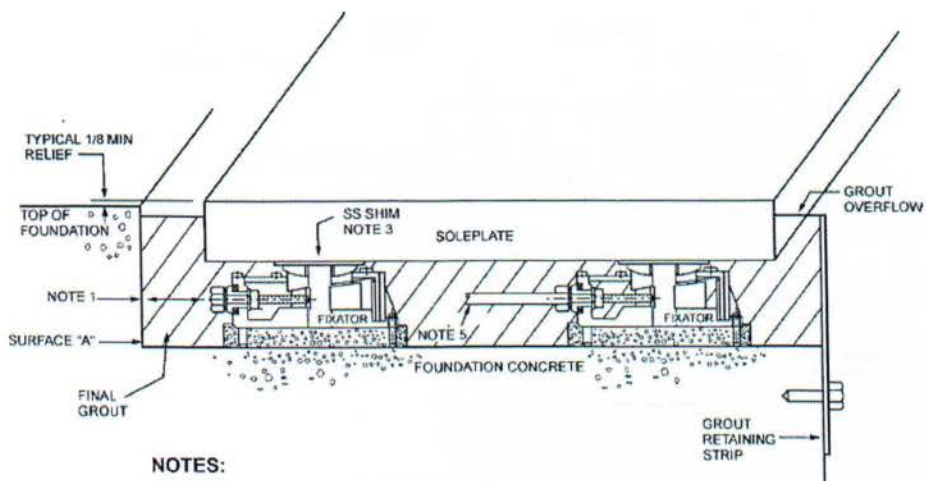 TYPICAL 1/8 MIN
RELIEF
TOP OF
FOUNDATION
SS SHIM
NOTE 3
SOLEPLATE
GROUT
OVERFLOW
NOTE 1
FIXATOR
FIXATOR
SURFACE "A"
NOTE 5
FOUNDATION CONCRETE
FINAL
GROUT
GROUT
RETAINING
STRIP
NOTES: